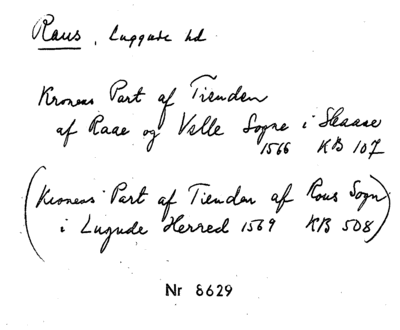 Raus, Luggude hd
Kronens Part af Tienden
af Raae og Valle Sogne i Skaane
1566 KB 107
(Kronens Part af Tienden af Rous Sogn
i Lugude Herred 1569 KB 508)
Nr 8629